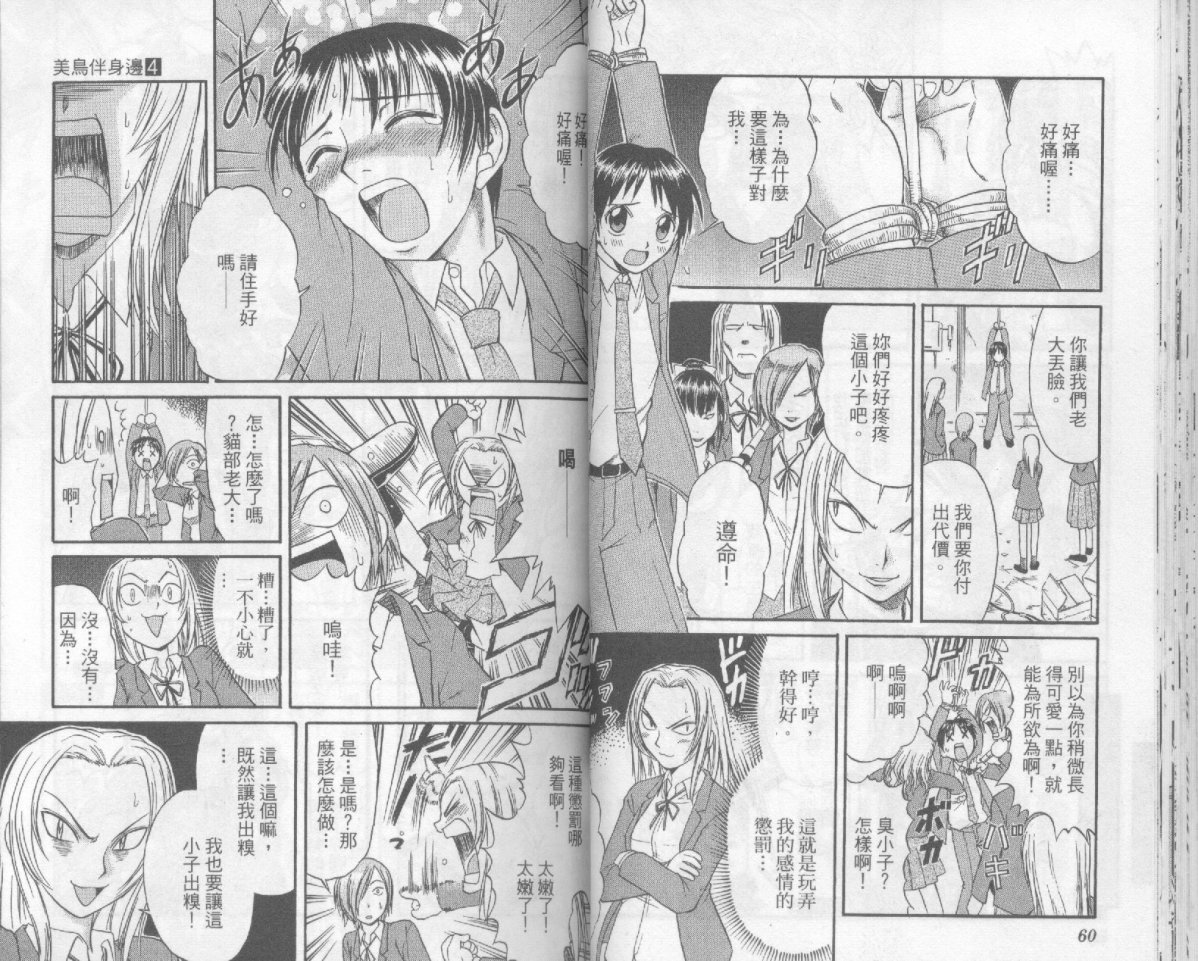 好痛…
好痛喔……
為…為什麼
要這樣子對
我…
ギリ
ギリ
你讓我們老
大丟臉。
我們要你付
出代價。
妳們好好疼疼
這個小子吧。
遵命！
別以為你稍微長
得可愛一點，就
能為所欲為啊！
嗚啊啊
啊——
臭小子？
怎樣啊！
ドカ
ボカ
バキ
哼…哼，
幹得好。
這就是玩弄
我的感情的
懲罰…
ドカ
60
美鳥伴身邊4
好痛！
好痛喔！
ああ
ああ
請住手好
嗎——
喝——
嗚哇！
怎…怎麼了嗎
？貓部老大…
啊！
糟…糟了，
一不小心就
…
沒…沒有…
因為…
這種懲罰哪
夠看啊！
太嫩了！
太嫩了！
是…是嗎？那
麼該怎麼做…
這…這個嘛，
既然讓我出糗
…
我也要讓這
小子出糗！